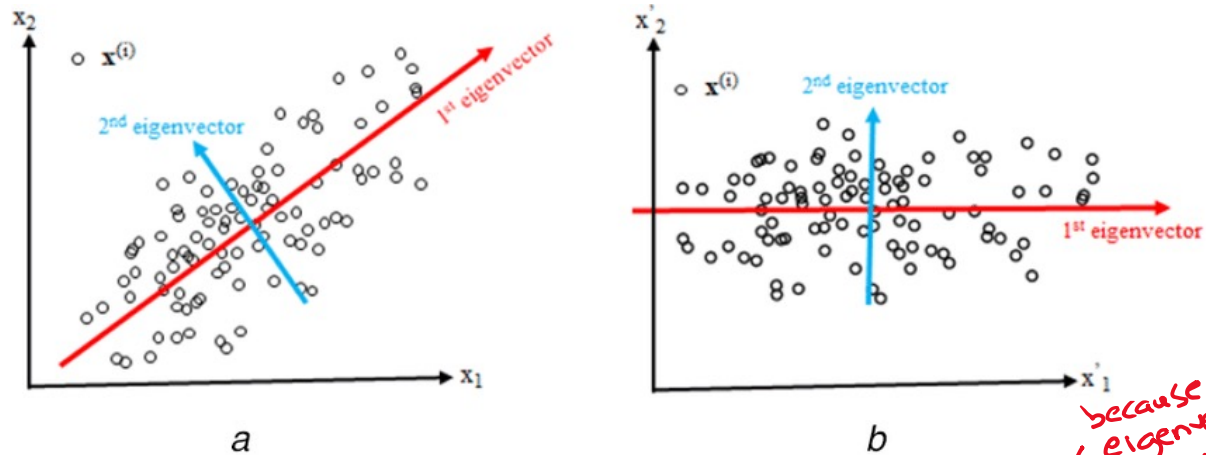 x₂
x⁽ⁱ⁾
2ⁿᵈ eigenvector
1ˢᵗ eigenvector
x₁
a
x'₂
x⁽ⁱ⁾
2ⁿᵈ eigenvector
1ˢᵗ eigenvector
x'₁
b
because